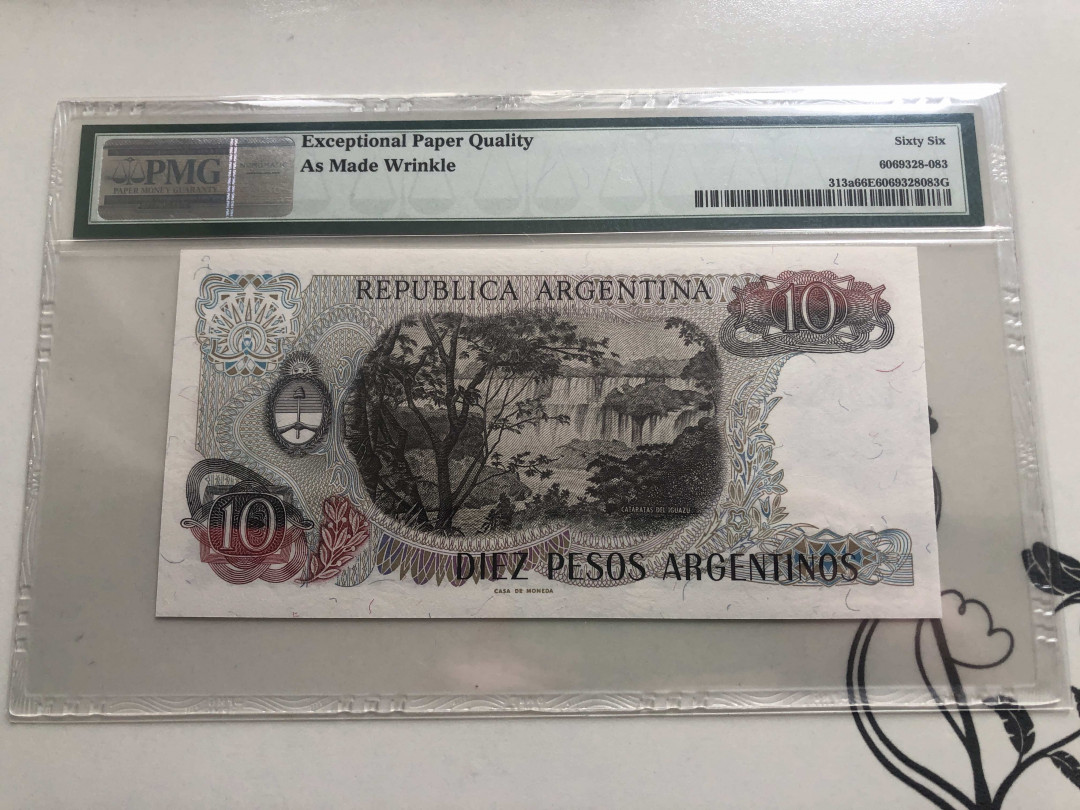 PMG
PAPER MONEY GUARANTY
Exceptional Paper Quality
As Made Wrinkle
Sixty Six
6069328-083
313a66E6069328083G
REPUBLICA ARGENTINA
10
CATARATAS DEL IGUAZU
10
DIEZ PESOS ARGENTINOS
CASA DE MONEDA